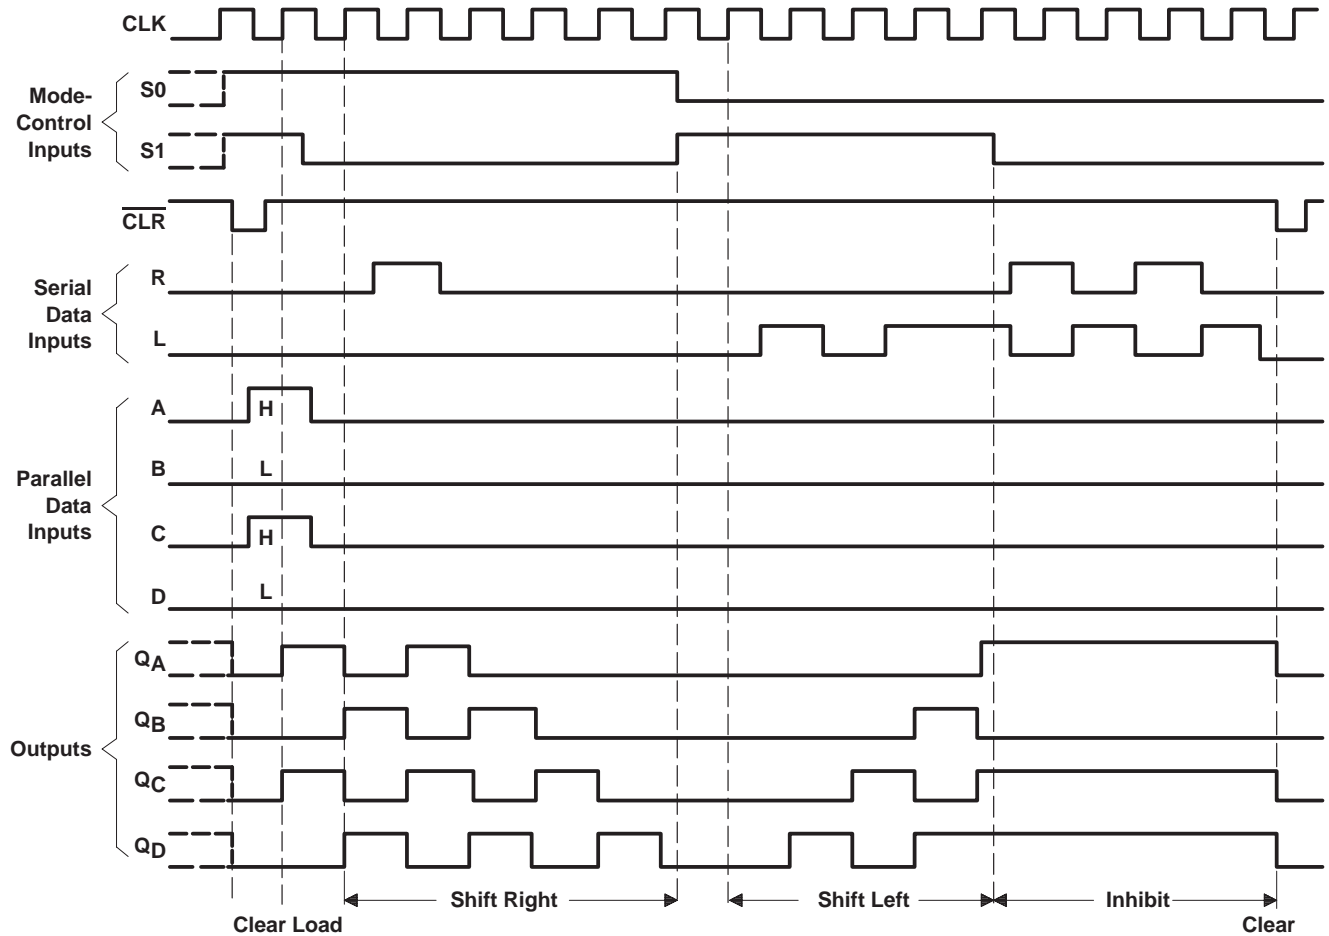 CLK
Mode-
Control
Inputs
S0
S1
CLR
Serial
Data
Inputs
R
L
Parallel
Data
Inputs
A
H
B
L
C
H
D
L
Outputs
QA
QB
QC
QD
Shift Right
Shift Left
Inhibit
Clear Load
Clear